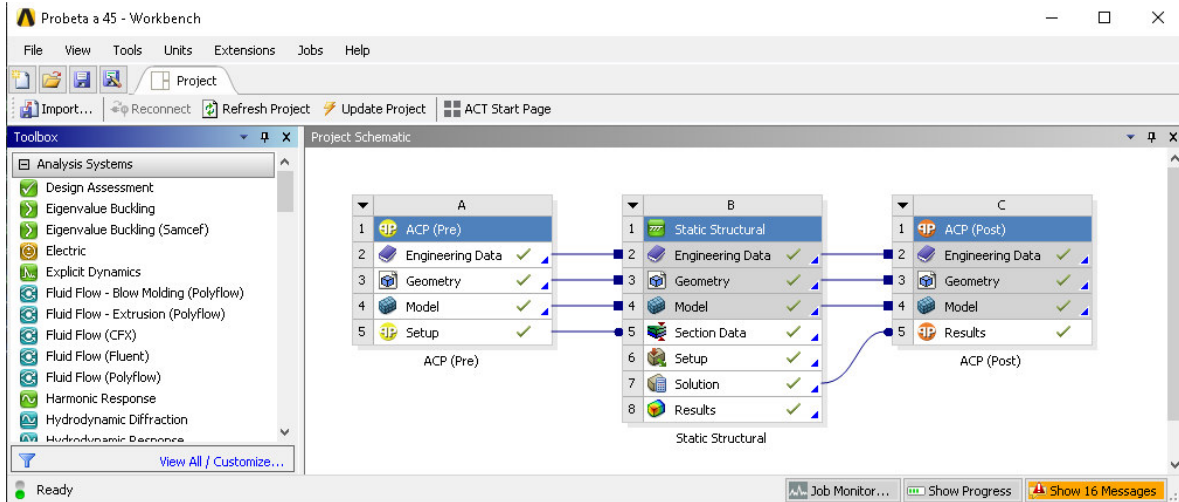 Probeta a 45 - Workbench
File View Tools Units Extensions Jobs Help
Project
Import... Reconnect Refresh Project Update Project ACT Start Page
Toolbox
Analysis Systems
Design Assessment
Eigenvalue Buckling
Eigenvalue Buckling (Samcef)
Electric
Explicit Dynamics
Fluid Flow - Blow Molding (Polyflow)
Fluid Flow - Extrusion (Polyflow)
Fluid Flow (CFX)
Fluid Flow (Fluent)
Fluid Flow (Polyflow)
Harmonic Response
Hydrodynamic Diffraction
Hydrodynamic Response
View All / Customize...
Project Schematic
A
1 ACP (Pre)
2 Engineering Data
3 Geometry
4 Model
5 Setup
ACP (Pre)
B
1 Static Structural
2 Engineering Data
3 Geometry
4 Model
5 Section Data
6 Setup
7 Solution
8 Results
Static Structural
C
1 ACP (Post)
2 Engineering Data
3 Geometry
4 Model
5 Results
ACP (Post)
Ready
Job Monitor... Show Progress Show 16 Messages